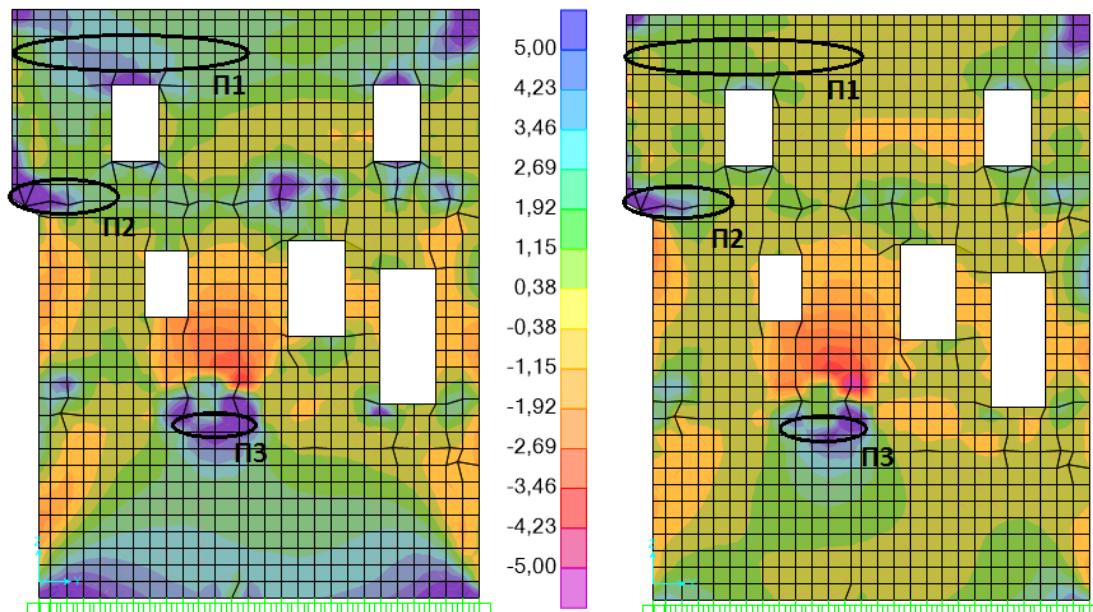 5,00
4,23
3,46
2,69
1,92
1,15
0,38
-0,38
-1,15
-1,92
-2,69
-3,46
-4,23
-5,00
П1
П2
П3
Z
Y
П1
П2
П3
Z
Y